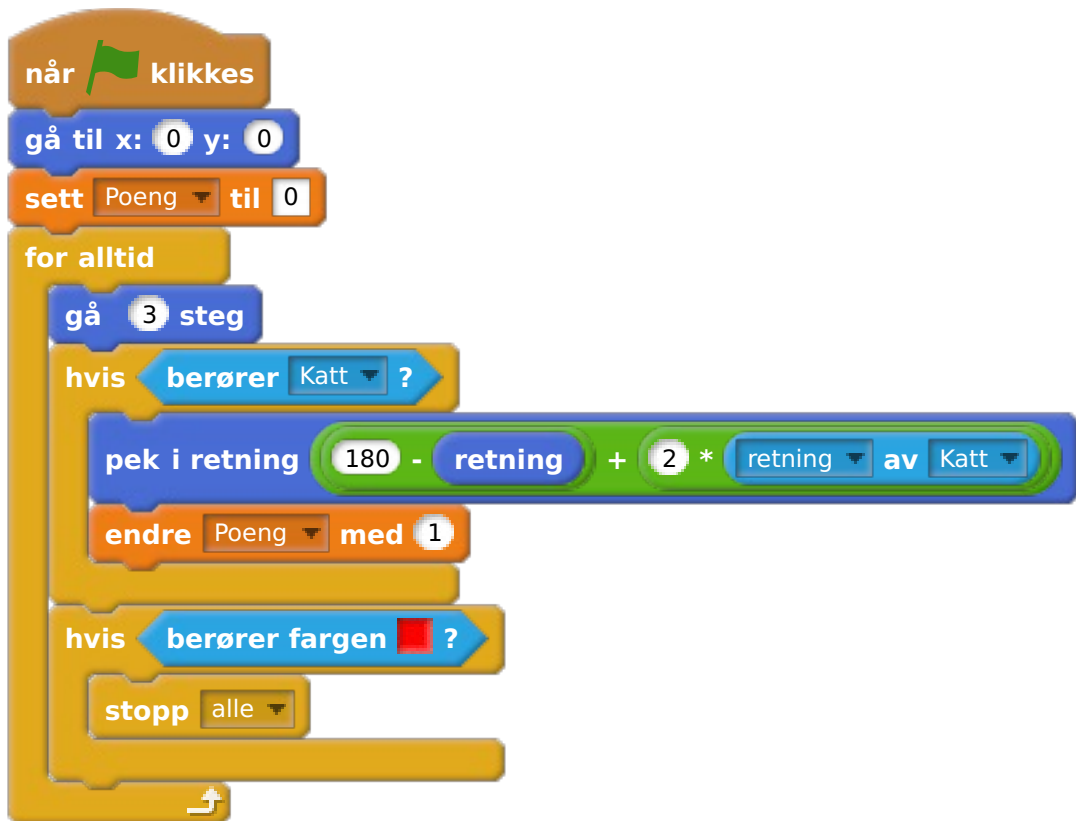 når klikkes
gå til x: 0 y: 0
sett Poeng til 0
for alltid
gå 3 steg
hvis berører Katt ?
pek i retning 180 - retning + 2 * retning av Katt
endre Poeng med 1
hvis berører fargen ?
stopp alle